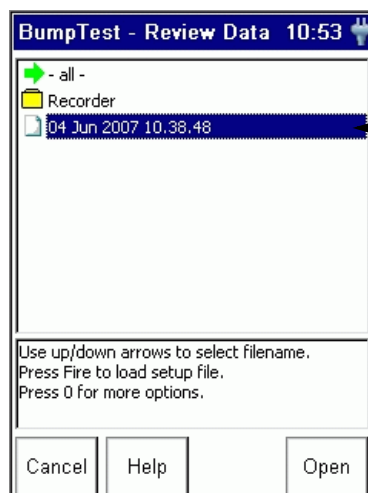 BumpTest - Review Data 10:53
- all -
Recorder
04 Jun 2007 10.38.48
Use up/down arrows to select filename.
Press Fire to load setup file.
Press 0 for more options.
Cancel Help Open